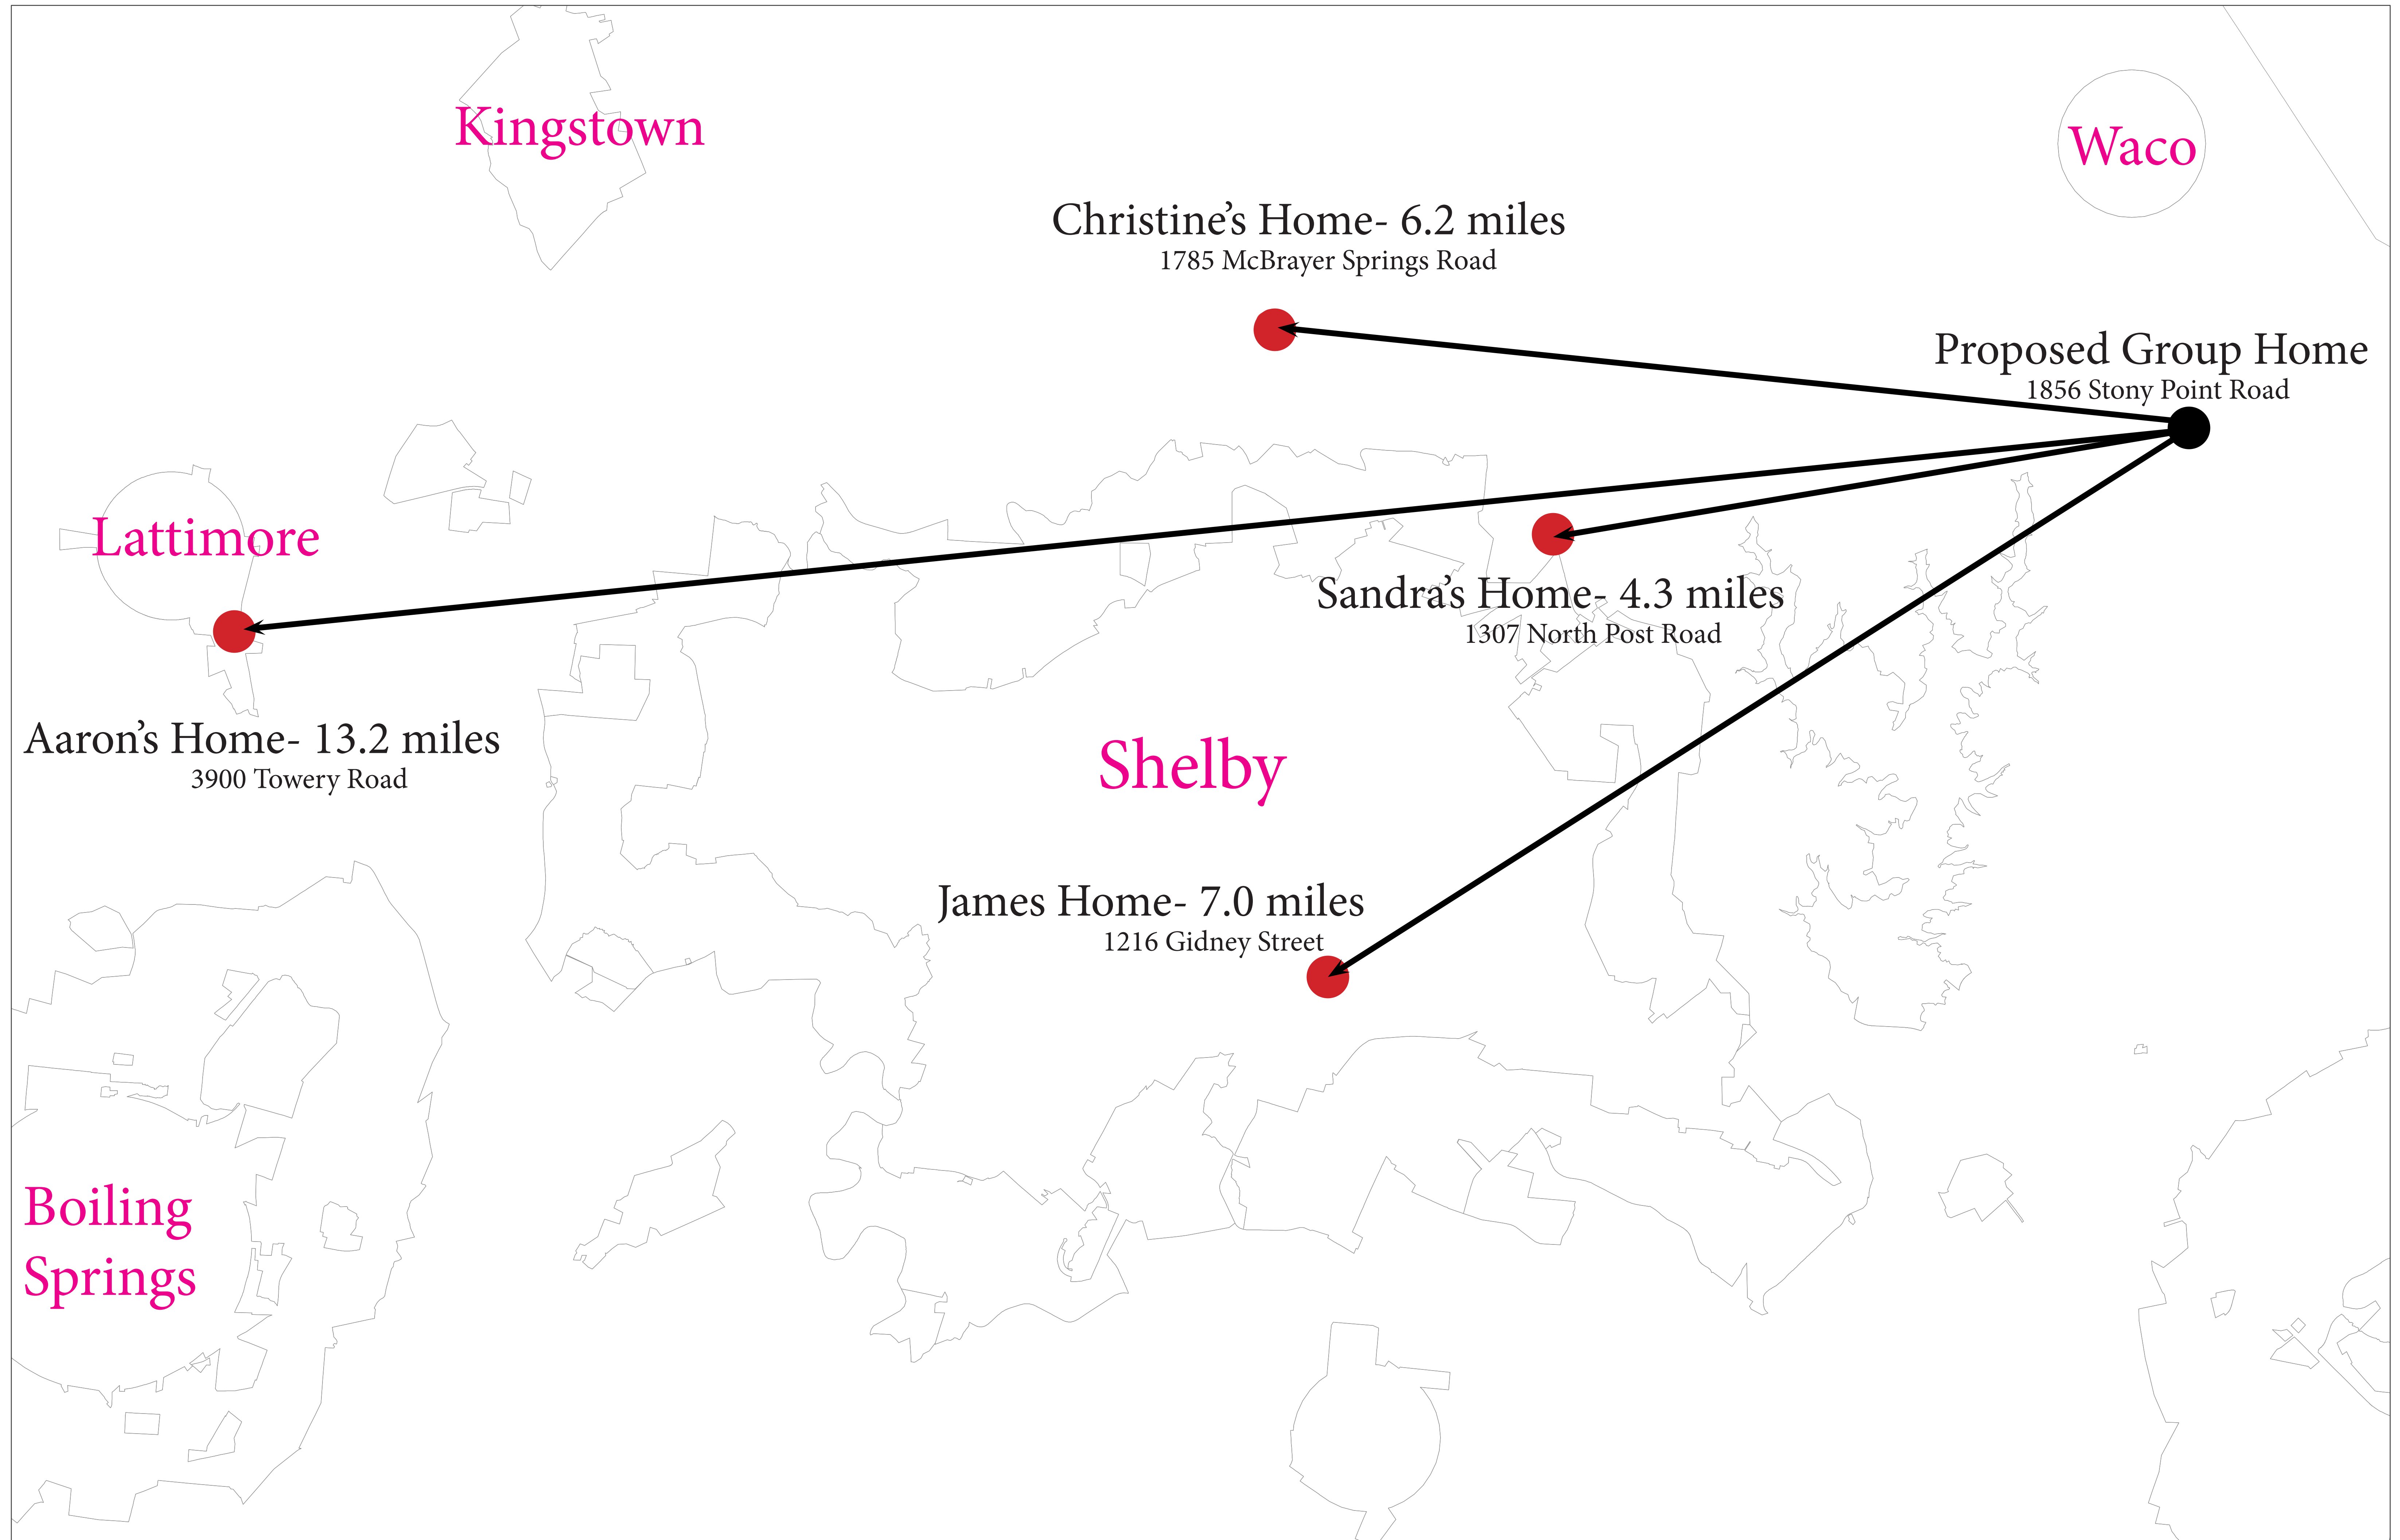 Kingstown
Waco
Christine’s Home- 6.2 miles
1785 McBrayer Springs Road
Proposed Group Home
1856 Stony Point Road
Lattimore
Sandra’s Home- 4.3 miles
1307 North Post Road
Aaron’s Home- 13.2 miles
3900 Towery Road
Shelby
James Home- 7.0 miles
1216 Gidney Street
Boiling
Springs